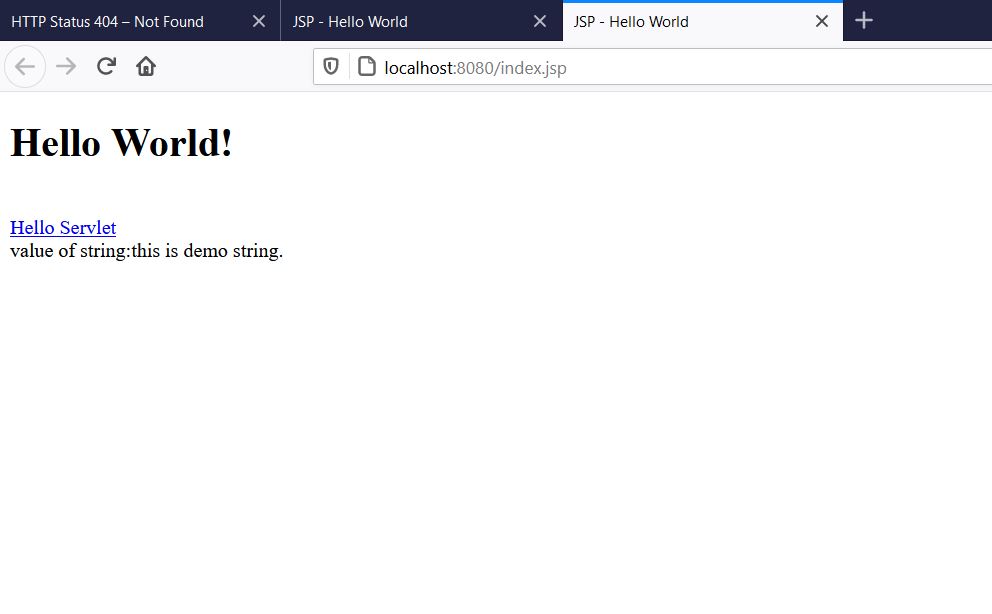 HTTP Status 404 – Not Found
JSP - Hello World
JSP - Hello World
localhost:8080/index.jsp
Hello World!
Hello Servlet
value of string:this is demo string.